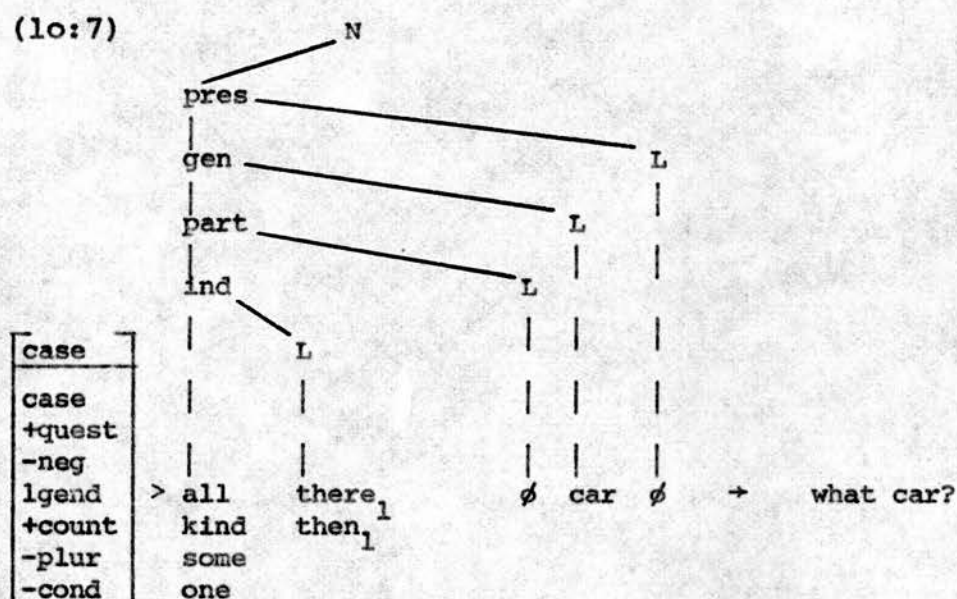 (lo:7) N
pres
gen L
part L
ind L
case L
case
+quest
-neg
lgend > all there1 ø car ø → what car?
+count kind then1
-plur some
-cond one